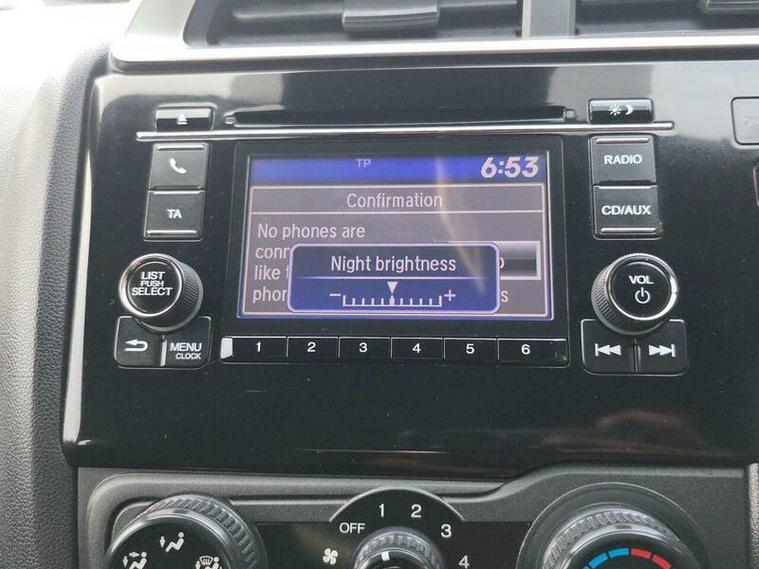 TP 6:53
Confirmation
No phones are
conn
like
phon
s
Night brightness
− +
RADIO
TA
CD/AUX
LIST
PUSH
SELECT
VOL
MENU
CLOCK
1 2 3 4 5 6
OFF 1 2 3 4